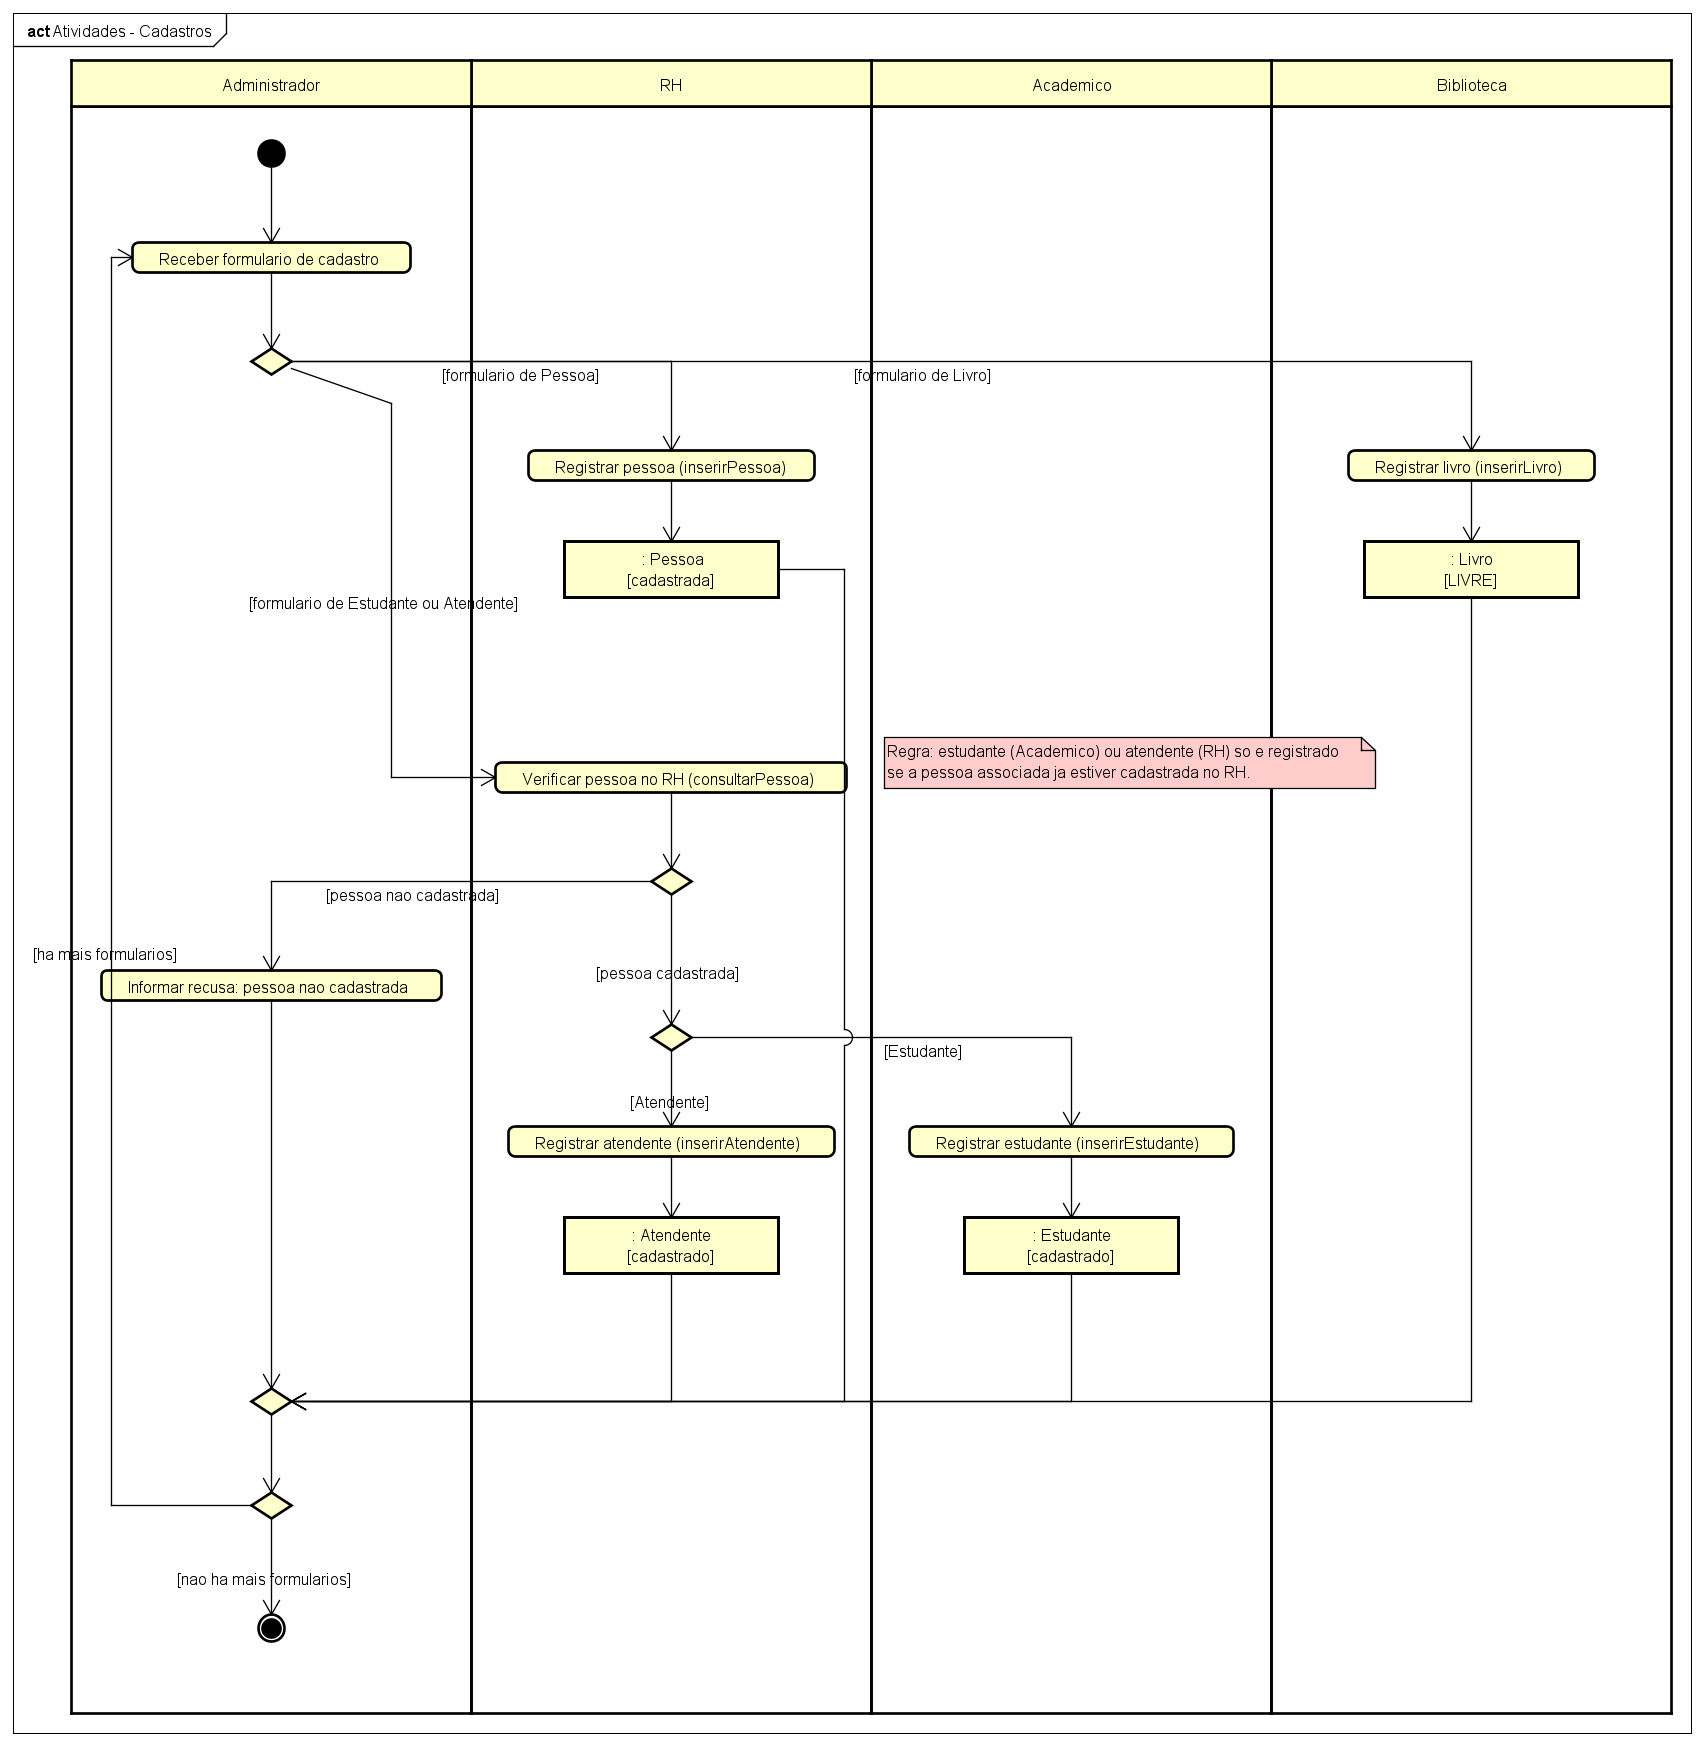 act Atividades - Cadastros
Administrador
RH
Academico
Biblioteca
Receber formulario de cadastro
[formulario de Pessoa]
[formulario de Livro]
Registrar pessoa (inserirPessoa)
Registrar livro (inserirLivro)
: Pessoa
[cadastrada]
: Livro
[LIVRE]
[formulario de Estudante ou Atendente]
Regra: estudante (Academico) ou atendente (RH) so e registrado
se a pessoa associada ja estiver cadastrada no RH.
Verificar pessoa no RH (consultarPessoa)
[pessoa nao cadastrada]
[ha mais formularios]
[pessoa cadastrada]
Informar recusa: pessoa nao cadastrada
[Estudante]
[Atendente]
Registrar atendente (inserirAtendente)
Registrar estudante (inserirEstudante)
: Atendente
[cadastrado]
: Estudante
[cadastrado]
[nao ha mais formularios]